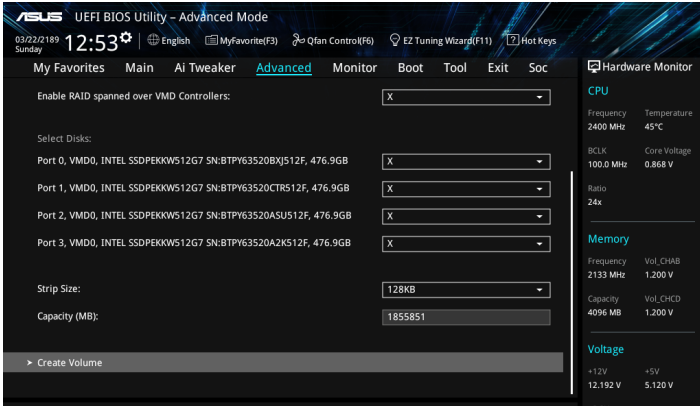 ASUS UEFI BIOS Utility – Advanced Mode
03/22/2189 Sunday 12:53 English MyFavorite(F3) Qfan Control(F6) EZ Tuning Wizard(F11) ? Hot Keys
My Favorites Main Ai Tweaker Advanced Monitor Boot Tool Exit Soc
Enable RAID spanned over VMD Controllers: X
Select Disks:
Port 0, VMD0, INTEL SSDPEKKW512G7 SN:BTPY63520BXJ512F, 476.9GB X
Port 1, VMD0, INTEL SSDPEKKW512G7 SN:BTPY63520CTR512F, 476.9GB X
Port 2, VMD0, INTEL SSDPEKKW512G7 SN:BTPY63520ASU512F, 476.9GB X
Port 3, VMD0, INTEL SSDPEKKW512G7 SN:BTPY63520A2K512F, 476.9GB X
Strip Size: 128KB
Capacity (MB): 1855851
Create Volume
Hardware Monitor
CPU
Frequency Temperature
2400 MHz 45°C
BCLK Core Voltage
100.0 MHz 0.868 V
Ratio
24x
Memory
Frequency Vol_CHAB
2133 MHz 1.200 V
Capacity Vol_CHCD
4096 MB 1.200 V
Voltage
+12V +5V
12.192 V 5.120 V